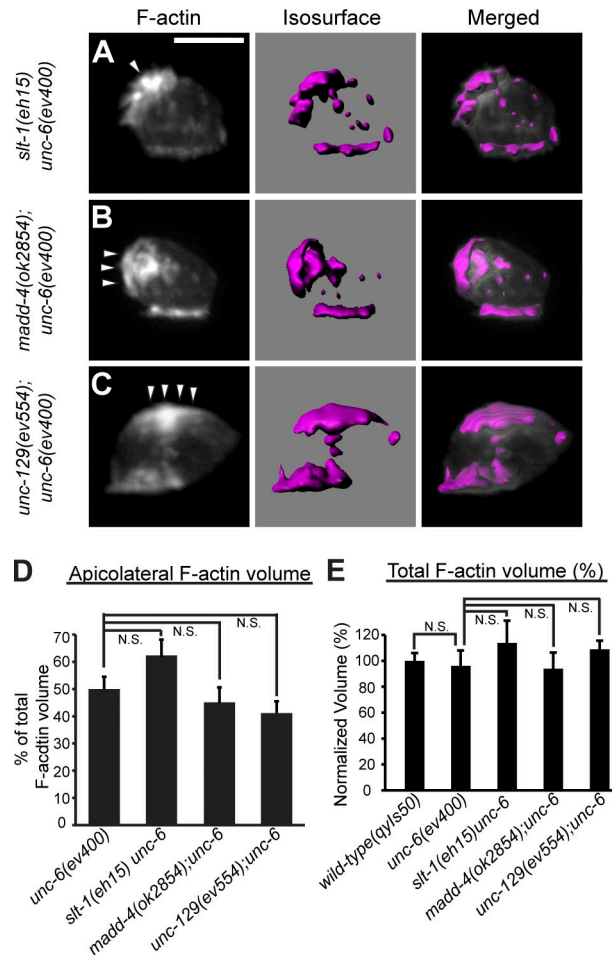 F-actin Isosurface Merged
A
slt-1(eh15)
unc-6(ev400)
B
madd-4(ok2854);
unc-6(ev400)
C
unc-129(ev554);
unc-6(ev400)
D Apicolateral F-actin volume
% of total
F-acdtin volume
70
60
50
40
30
20
10
0
N.S.
N.S.
N.S.
unc-6(ev400)
slt-1(eh15) unc-6
madd-4(ok2854);unc-6
unc-129(ev554);unc-6
E Total F-actin volume (%)
Normalized Volume (%)
140
120
100
80
60
40
20
0
N.S.
N.S.
N.S.
N.S.
wild-type(qyIs50)
unc-6(ev400)
slt-1(eh15)unc-6
madd-4(ok2854);unc-6
unc-129(ev554);unc-6